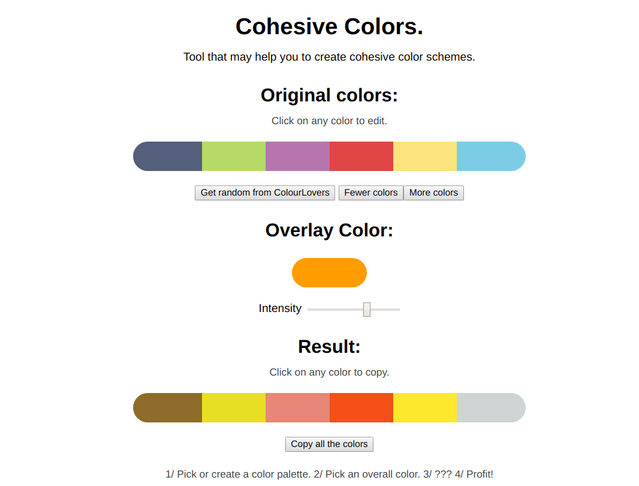 Cohesive Colors.
Tool that may help you to create cohesive color schemes.
Original colors:
Click on any color to edit.
Get random from ColourLovers Fewer colors More colors
Overlay Color:
Intensity
Result:
Click on any color to copy.
Copy all the colors
1/ Pick or create a color palette. 2/ Pick an overall color. 3/ ??? 4/ Profit!